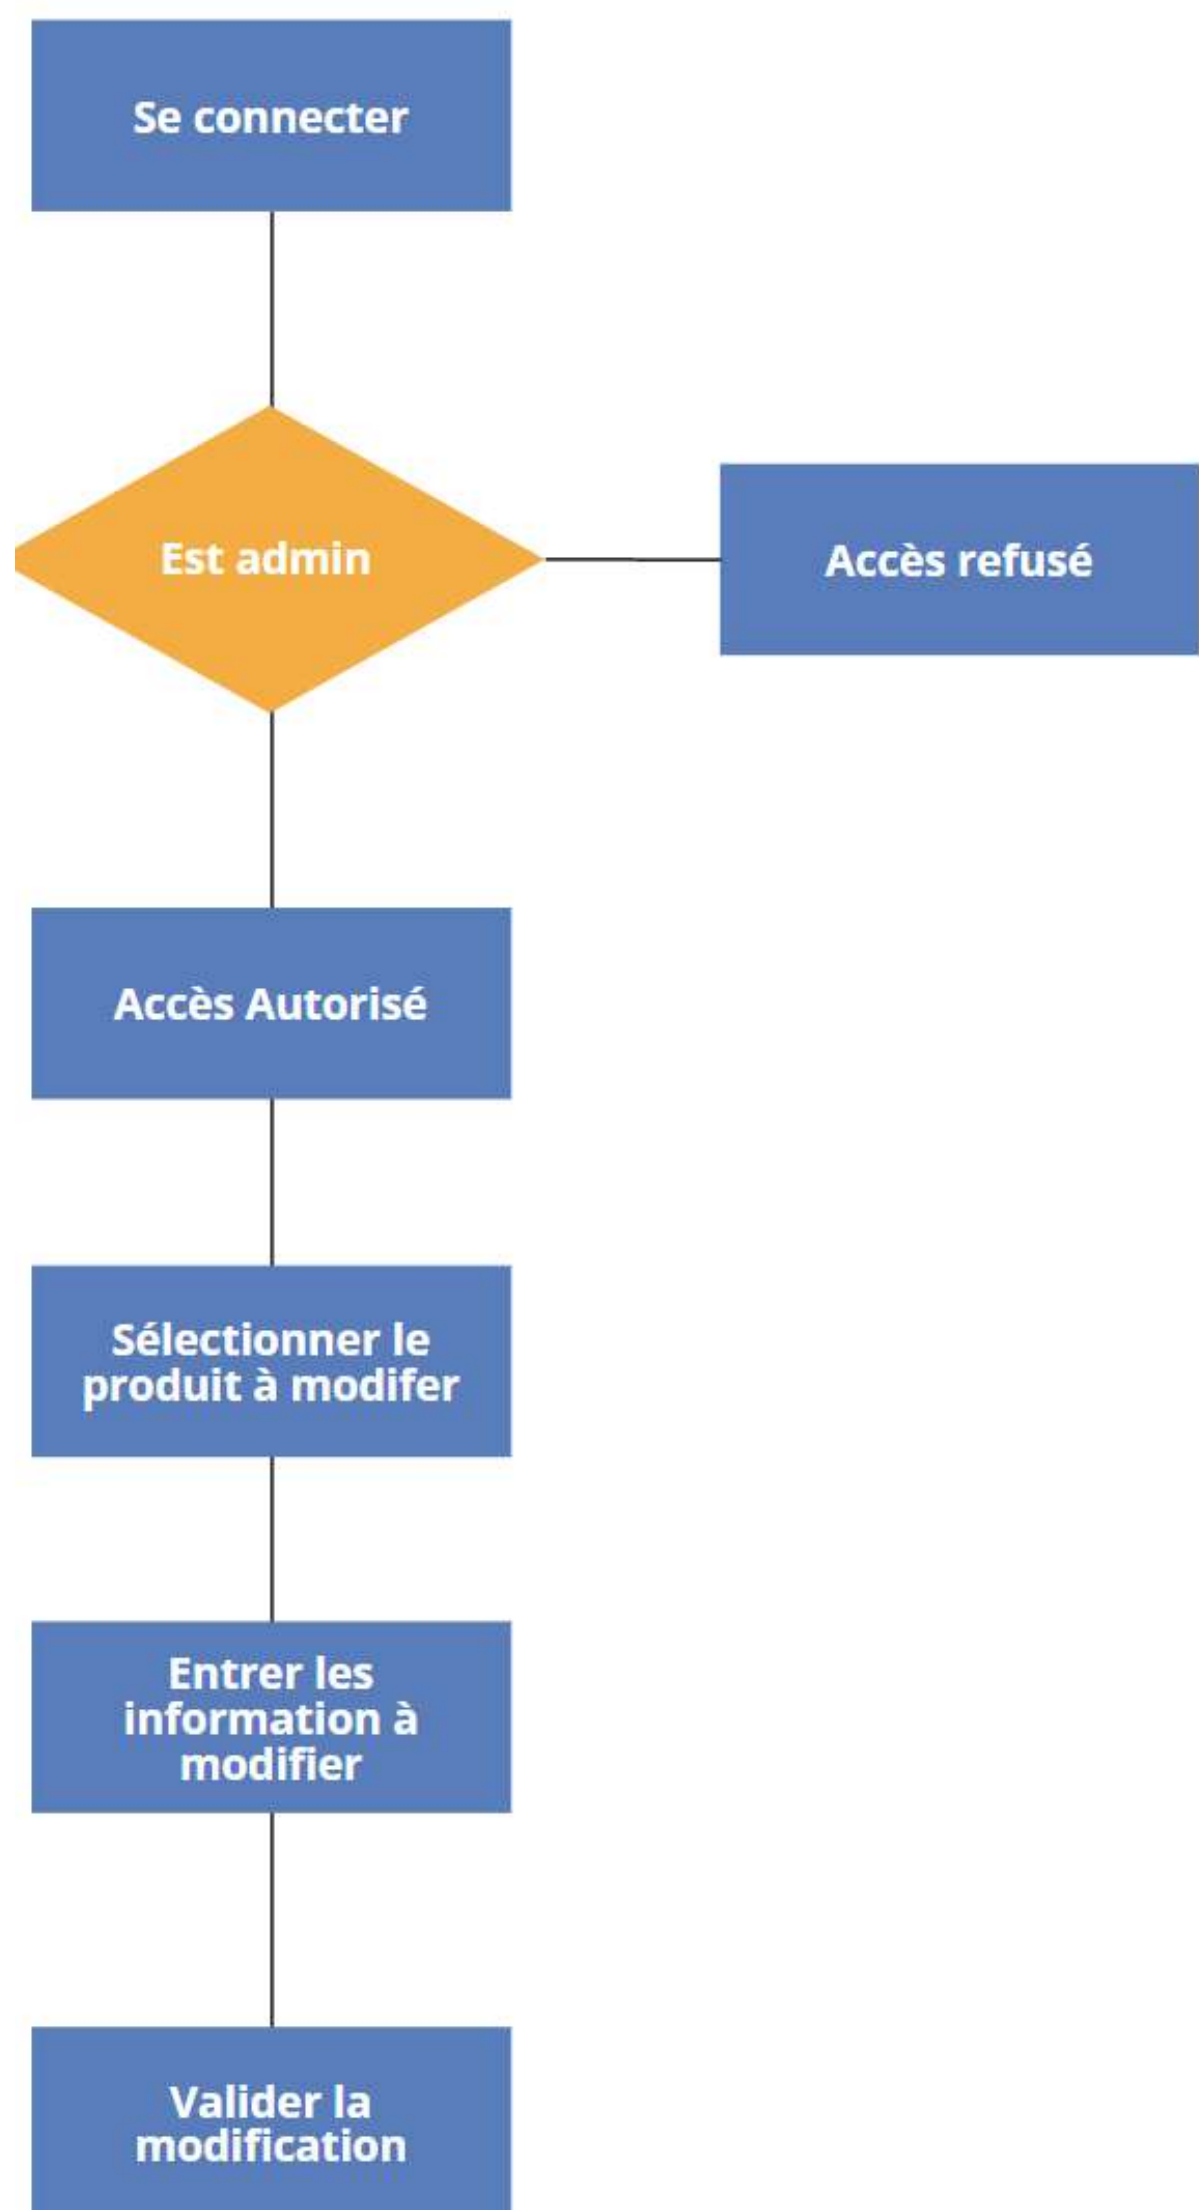 Se connecter
Est admin
Accès refusé
Accès Autorisé
Sélectionner le
produit à modifer
Entrer les
information à
modifier
Valider la
modification